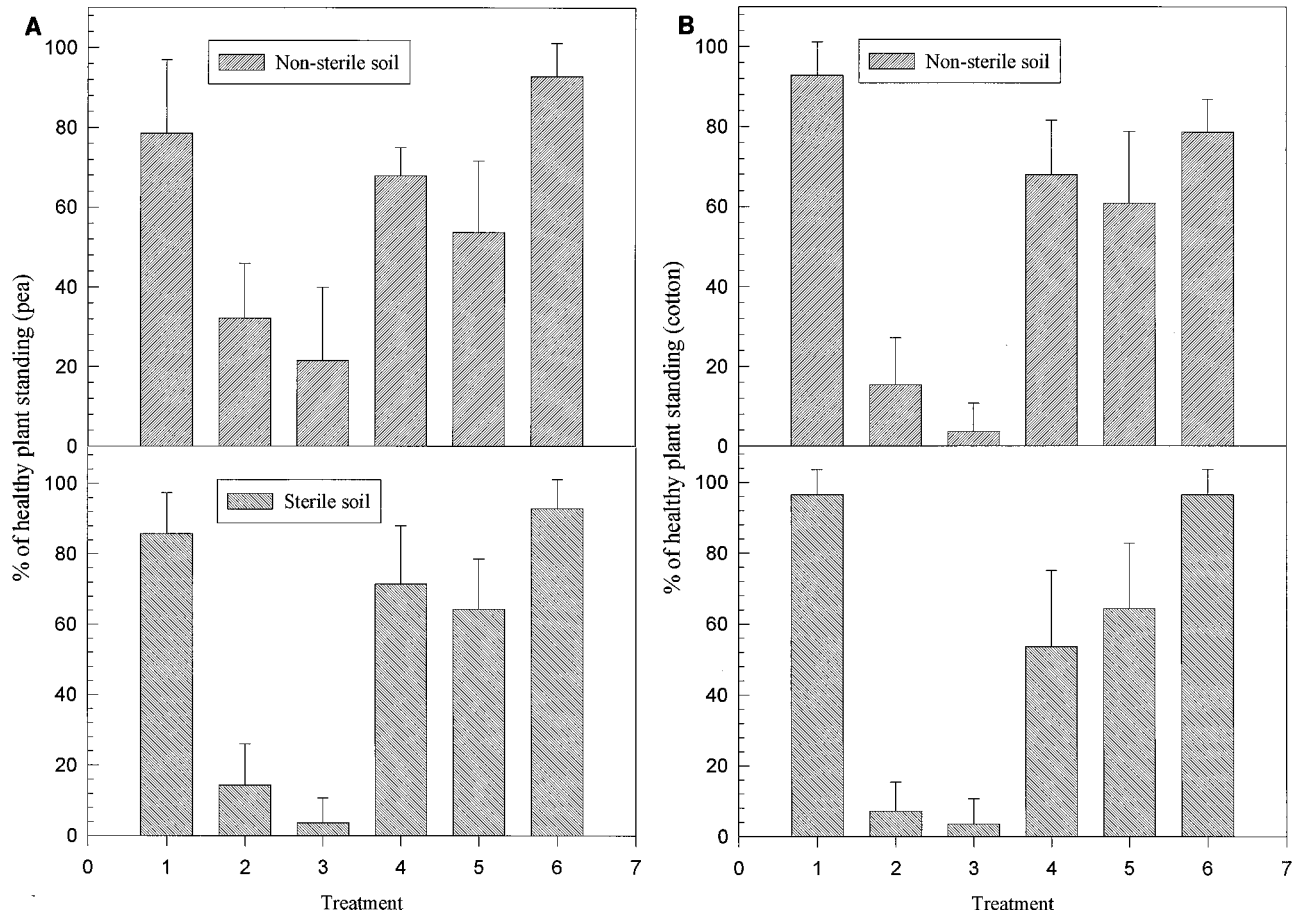 A
% of healthy plant standing (pea)
100
80
60
40
20
0
Non-sterile soil
100
80
60
40
20
0
Sterile soil
0 1 2 3 4 5 6 7
Treatment
B
% of healthy plant standing (cotton)
100
80
60
40
20
0
Non-sterile soil
100
80
60
40
20
0
0 1 2 3 4 5 6 7
Treatment